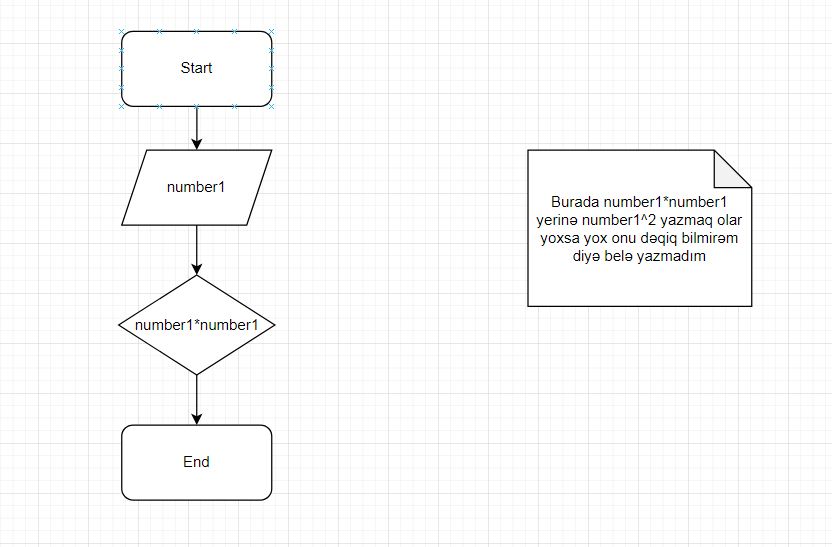 Start
number1
number1*number1
End
Burada number1*number1
yerinə number1^2 yazmaq olar
yoxsa yox onu dəqiq bilmirəm
diyə belə yazmadım